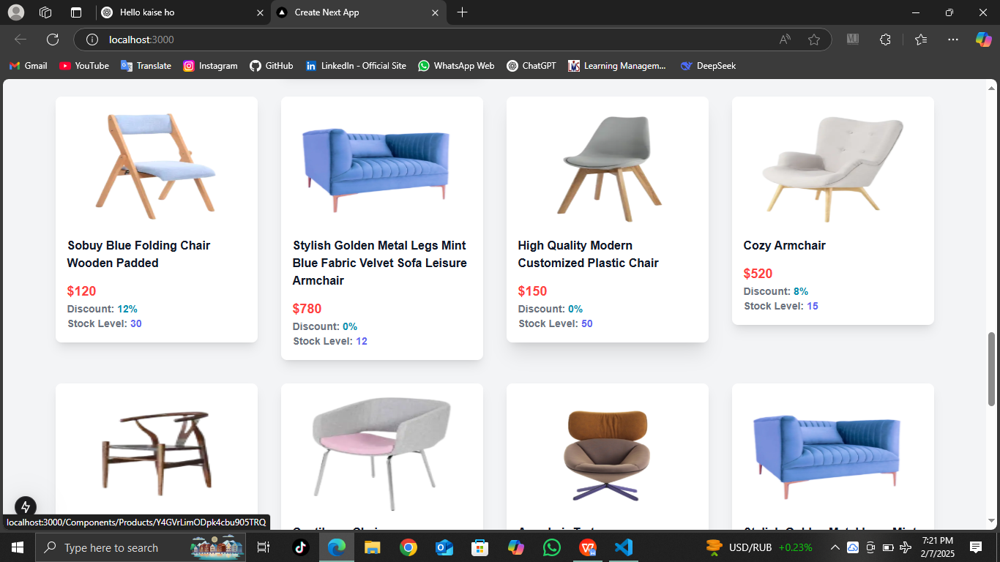 Hello kaise ho
Create Next App
localhost:3000
Gmail
YouTube
Translate
Instagram
GitHub
LinkedIn - Official Site
WhatsApp Web
ChatGPT
Learning Managem...
DeepSeek
Sobuy Blue Folding Chair
Wooden Padded
$120
Discount: 12%
Stock Level: 30
Stylish Golden Metal Legs Mint
Blue Fabric Velvet Sofa Leisure
Armchair
$780
Discount: 0%
Stock Level: 12
High Quality Modern
Customized Plastic Chair
$150
Discount: 0%
Stock Level: 50
Cozy Armchair
$520
Discount: 8%
Stock Level: 15
localhost:3000/Components/Products/Y4GVrLimODpk4cbu905TRQ
Type here to search
USD/RUB +0.23%
7:21 PM
2/7/2025